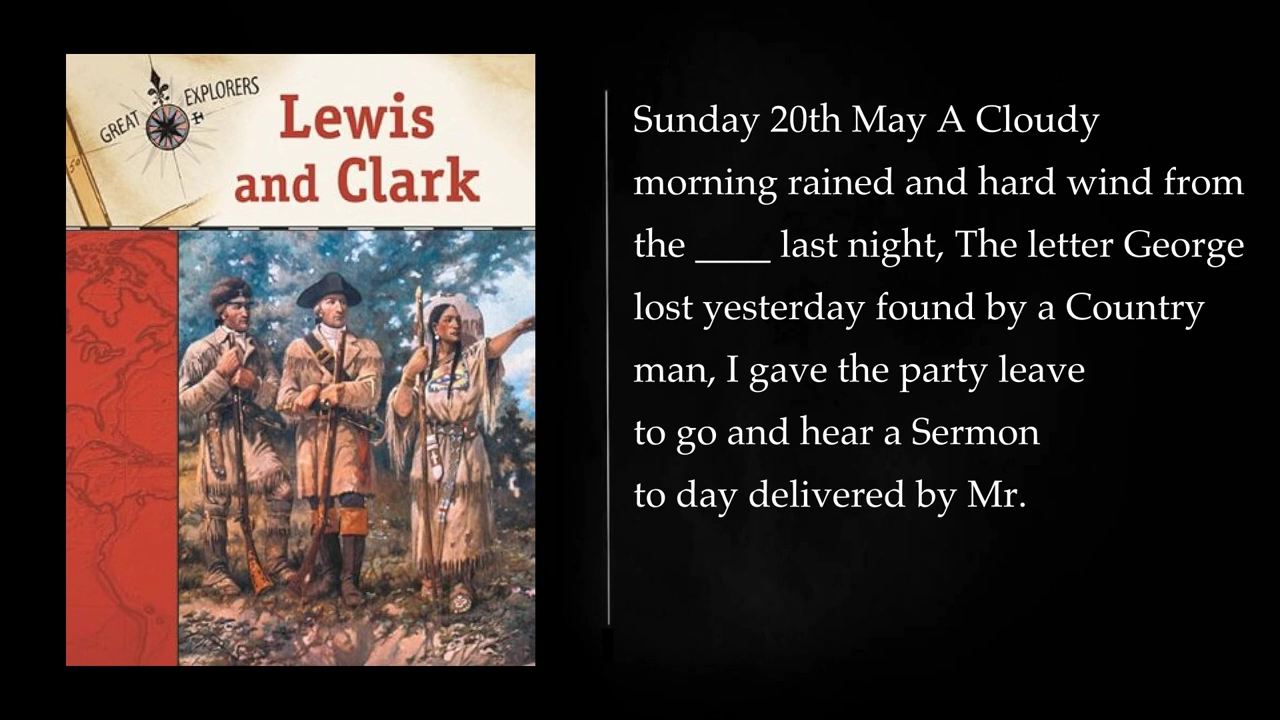 GREAT EXPLORERS
Lewis
and Clark
Sunday 20th May A Cloudy
morning rained and hard wind from
the ____ last night, The letter George
lost yesterday found by a Country
man, I gave the party leave
to go and hear a Sermon
to day delivered by Mr.